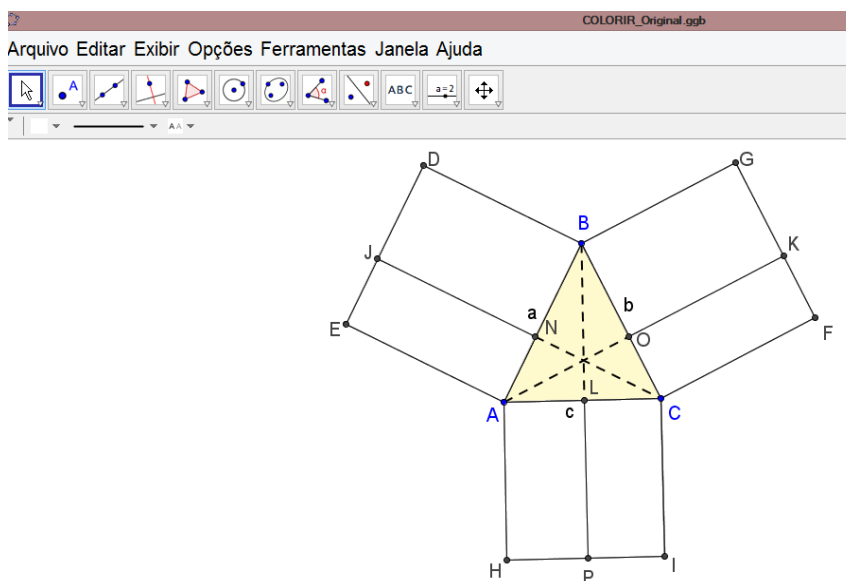 COLORIR_Original.ggb
Arquivo Editar Exibir Opções Ferramentas Janela Ajuda
A α ABC a=2
A A
D G
B
J K
a b
E N O F
L
A c C
H P I